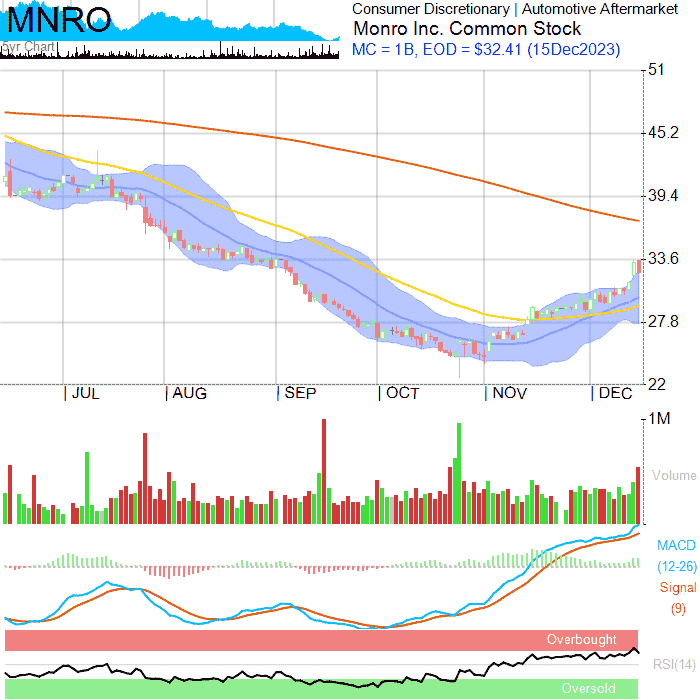 MNRO
5yr Chart
Consumer Discretionary | Automotive Aftermarket
Monro Inc. Common Stock
MC = 1B, EOD = $32.41 (15Dec2023)
51
45.2
39.4
33.6
27.8
22
JUL AUG SEP OCT NOV DEC
1M
Volume
MACD
(12-26)
Signal
(9)
Overbought
RSI(14)
Oversold